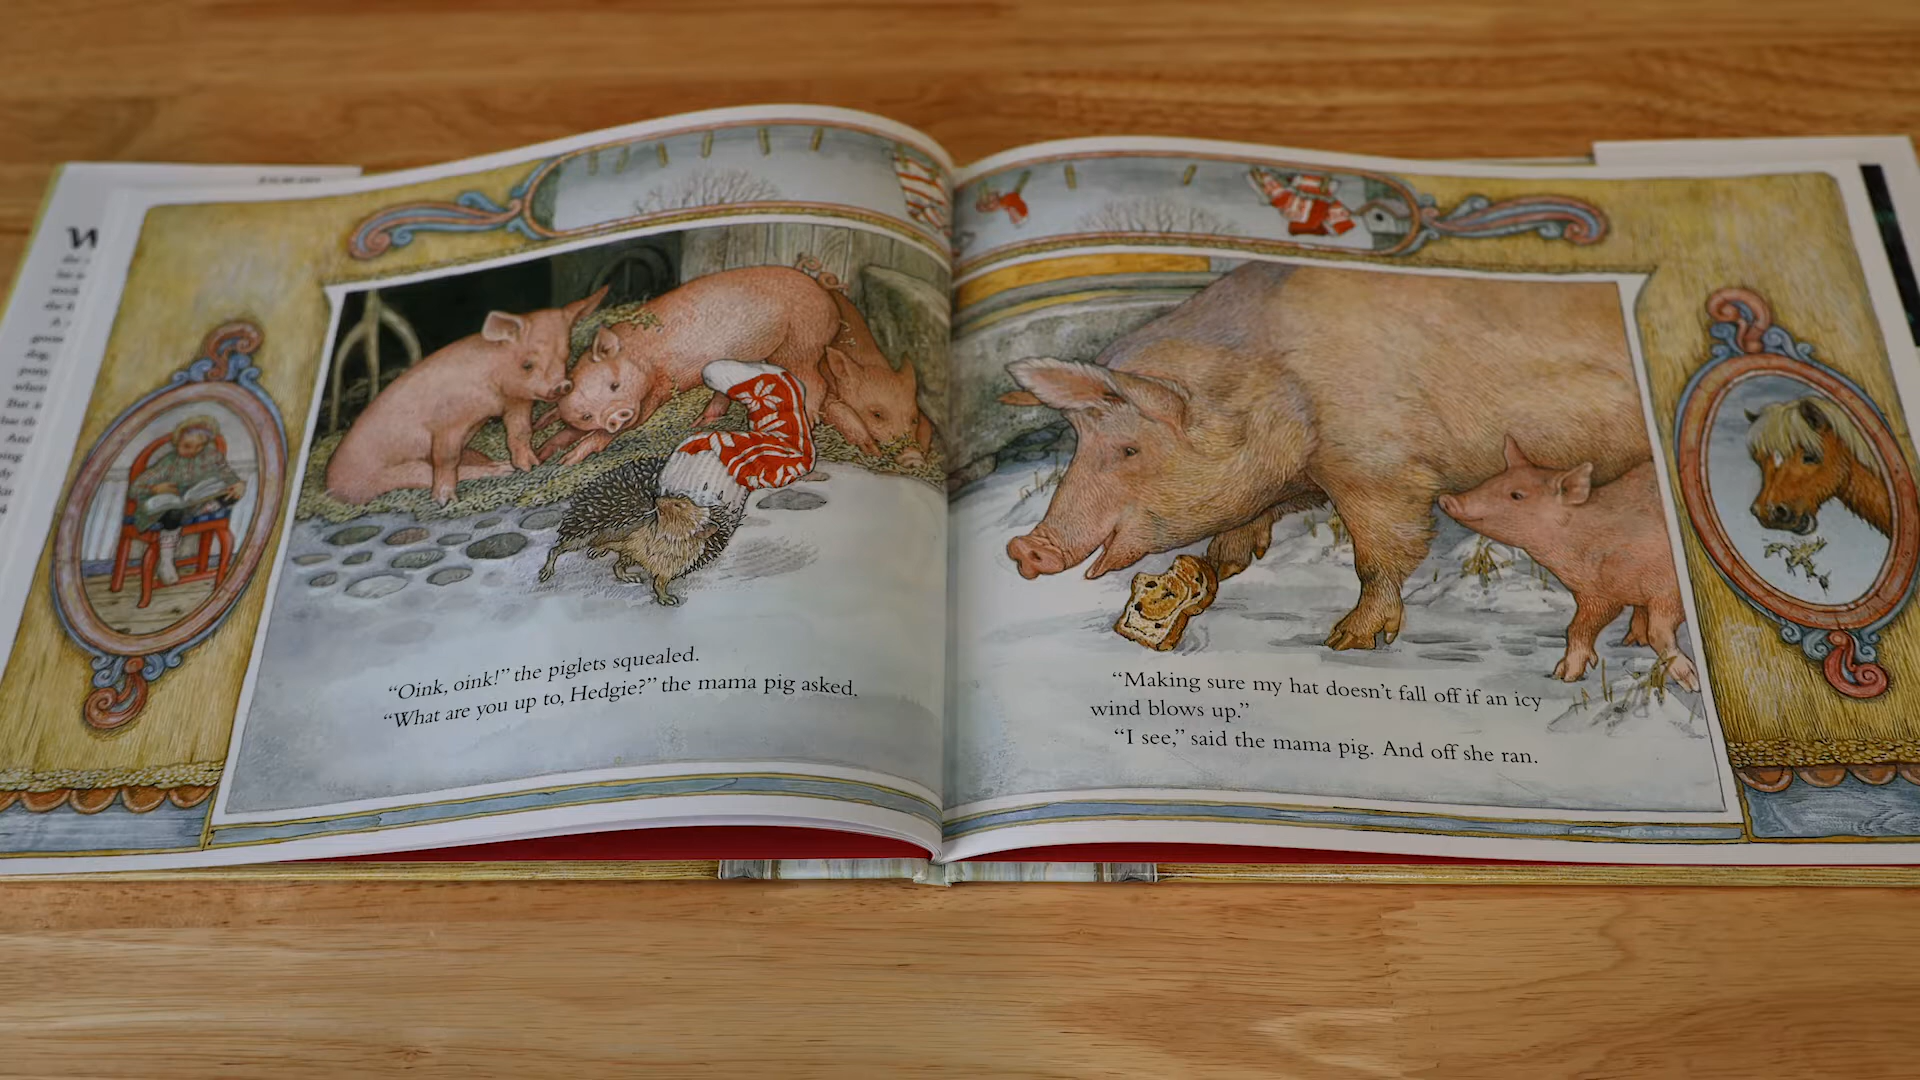 “Oink, oink!” the piglets squealed.
“What are you up to, Hedgie?” the mama pig asked.
“Making sure my hat doesn’t fall off if an icy
wind blows up.”
“I see,” said the mama pig. And off she ran.